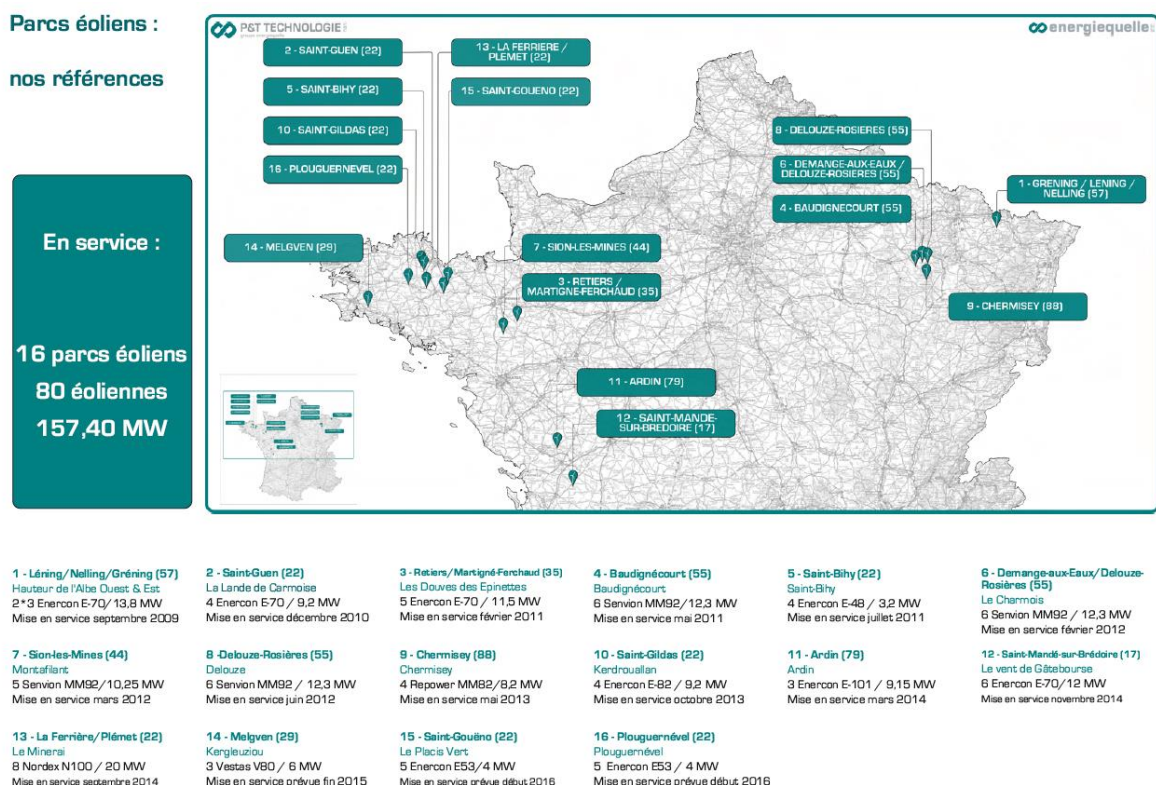 Parcs éoliens :
nos références
P&T TECHNOLOGIE
energiequelle
2 - SAINT-GUEN (22)
13 - LA FERRIERE /
PLEMET (22)
5 - SAINT-BIHY (22)
15 - SAINT-GOUENO (22)
10 - SAINT-GILDAS (22)
8 - DELOUZE-ROSIERES (55)
16 - PLOUGUERNEVEL (22)
6 - DEMANGE-AUX-EAUX /
DELOUZE-ROSIERES (55)
1 - GRENING / LENING /
NELLING (57)
4 - BAUDIGNECOURT (55)
14 - MELGVEN (29)
7 - SION-LES-MINES (44)
3 - RETIERS /
MARTIGNE-FERCHAUD (35)
9 - CHERMISEY (88)
11 - ARDIN (79)
12 - SAINT-MANDE-
SUR-BREDOIRE (17)
En service :
16 parcs éoliens
80 éoliennes
157,40 MW
1 - Léning/Nelling/Gréning (57)
Hauteur de l'Albe Ouest & Est
2*3 Enercon E-70/ 13,8 MW
Mise en service septembre 2009
2 - Saint-Guen (22)
La Lande de Carmoise
4 Enercon E-70 / 9,2 MW
Mise en service décembre 2010
3 - Retiers/Martigné-Ferchaud (35)
Les Douves des Epinettes
5 Enercon E-70 / 11,5 MW
Mise en service février 2011
4 - Baudignécourt (55)
Baudignécourt
6 Senvion MM92/12,3 MW
Mise en service mai 2011
5 - Saint-Bihy (22)
Saint-Bihy
4 Enercon E-48 / 3,2 MW
Mise en service juillet 2011
6 - Demange-aux-Eaux/Delouze-
Rosières (55)
Le Charmois
6 Senvion MM92 / 12,3 MW
Mise en service février 2012
7 - Sion-les-Mines (44)
Montafilant
5 Senvion MM92/10,25 MW
Mise en service mars 2012
8 -Delouze-Rosières (55)
Delouze
6 Senvion MM92 / 12,3 MW
Mise en service juin 2012
9 - Chermisey (88)
Chermisey
4 Repower MM82/8,2 MW
Mise en service mai 2013
10 - Saint-Gildas (22)
Kerdrouallan
4 Enercon E-82 / 9,2 MW
Mise en service octobre 2013
11 - Ardin (79)
Ardin
3 Enercon E-101 / 9,15 MW
Mise en service mars 2014
12 - Saint-Mandé-sur-Brédoire (17)
Le vent de Gâtebourse
6 Enercon E-70/12 MW
Mise en service novembre 2014
13 - La Ferrière/Plémet (22)
Le Minerai
8 Nordex N100 / 20 MW
Mise en service septembre 2014
14 - Melgven (29)
Kergleuziou
3 Vestas V80 / 6 MW
Mise en service prévue fin 2015
15 - Saint-Gouëno (22)
Le Placis Vert
5 Enercon E53/4 MW
Mise en service prévue début 2016
16 - Plouguernével (22)
Plouguernével
5 Enercon E53 / 4 MW
Mise en service prévue début 2016